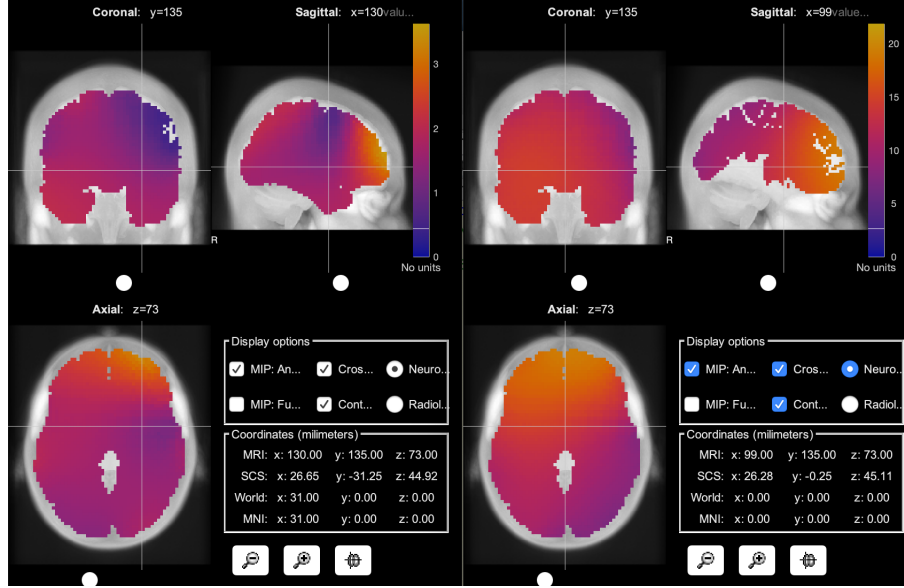 Coronal: y=135
Sagittal: x=130valu...
3
2
1
0
No units
R
Axial: z=73
Display options
MIP: An... Cros... Neuro...
MIP: Fu... Cont... Radiol...
Coordinates (milimeters)
MRI: x: 130.00 y: 135.00 z: 73.00
SCS: x: 26.65 y: -31.25 z: 44.92
World: x: 31.00 y: 0.00 z: 0.00
MNI: x: 31.00 y: 0.00 z: 0.00
Coronal: y=135
Sagittal: x=99value...
20
15
10
5
0
No units
R
Axial: z=73
Display options
MIP: An... Cros... Neuro...
MIP: Fu... Cont... Radiol...
Coordinates (milimeters)
MRI: x: 99.00 y: 135.00 z: 73.00
SCS: x: 26.28 y: -0.25 z: 45.11
World: x: 0.00 y: 0.00 z: 0.00
MNI: x: 0.00 y: 0.00 z: 0.00